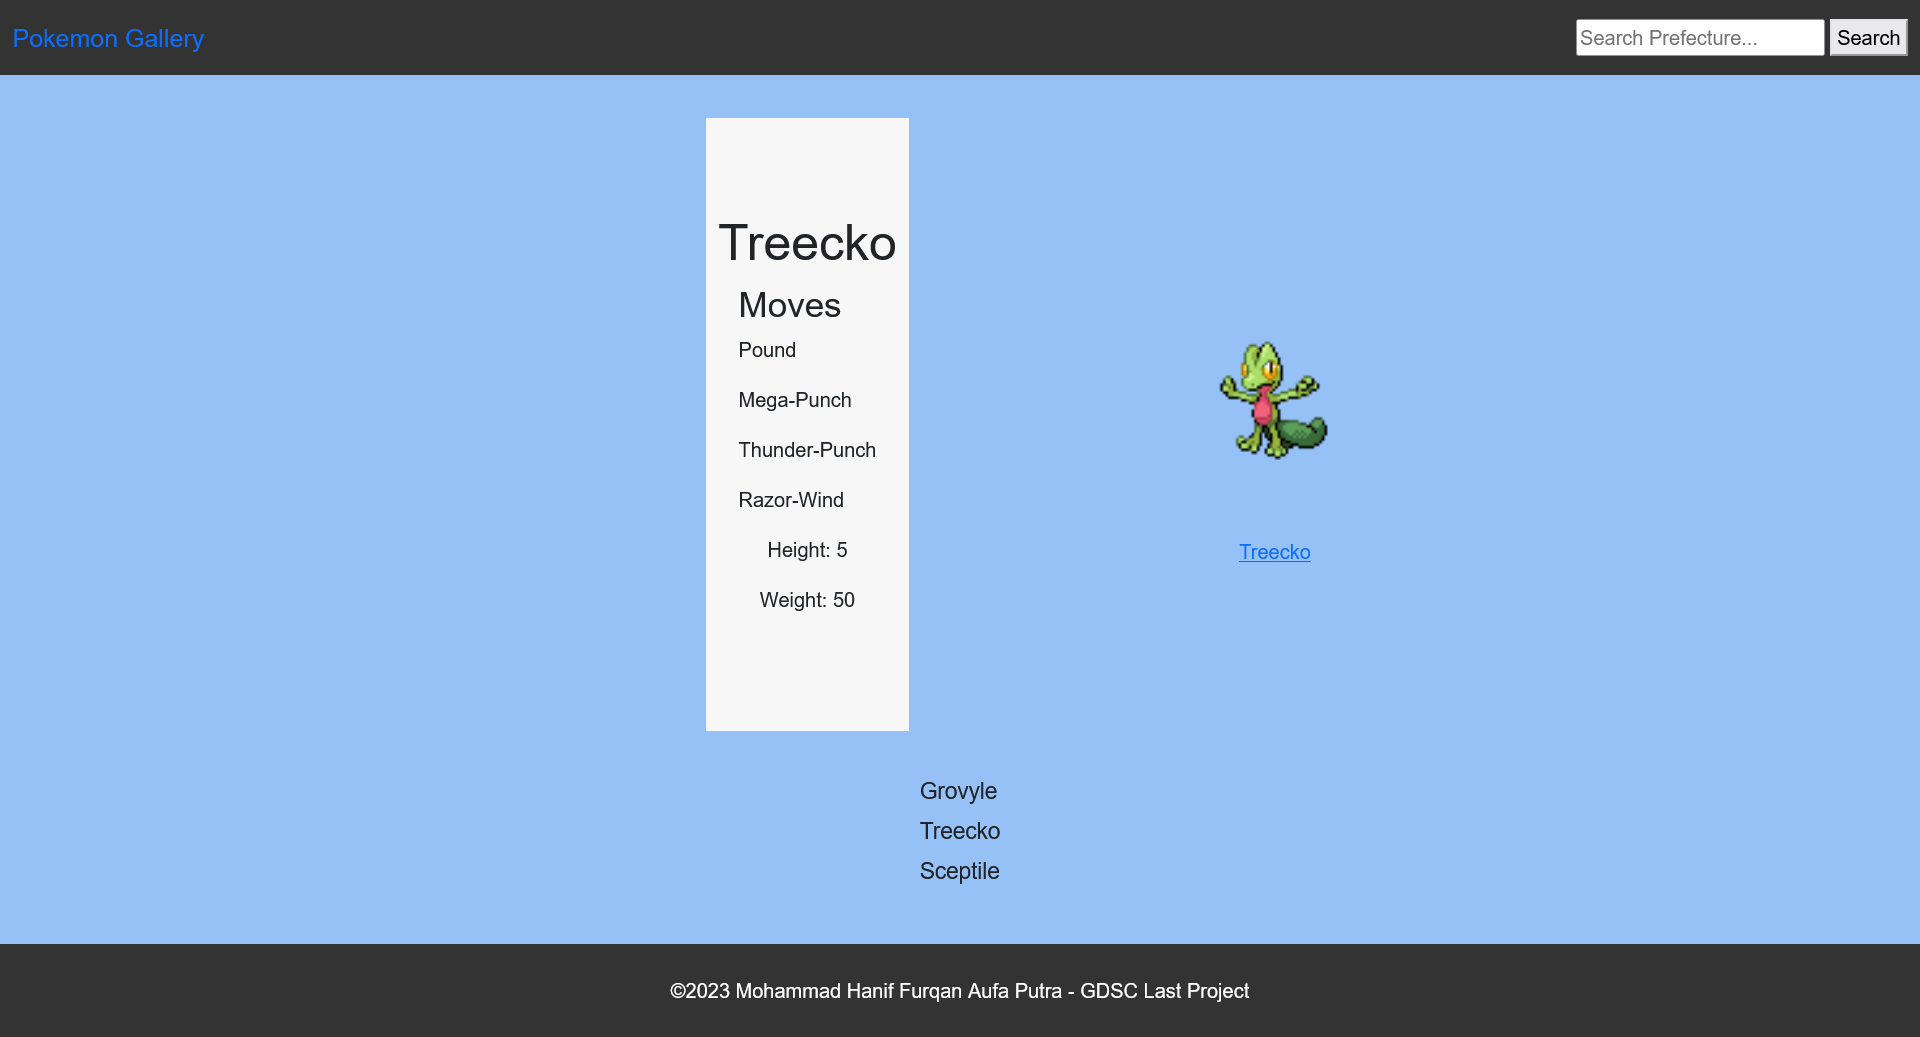 Pokemon Gallery
Search Prefecture... Search
Treecko
Moves
Pound
Mega-Punch
Thunder-Punch
Razor-Wind
Height: 5
Weight: 50
Treecko
Grovyle
Treecko
Sceptile
©2023 Mohammad Hanif Furqan Aufa Putra - GDSC Last Project